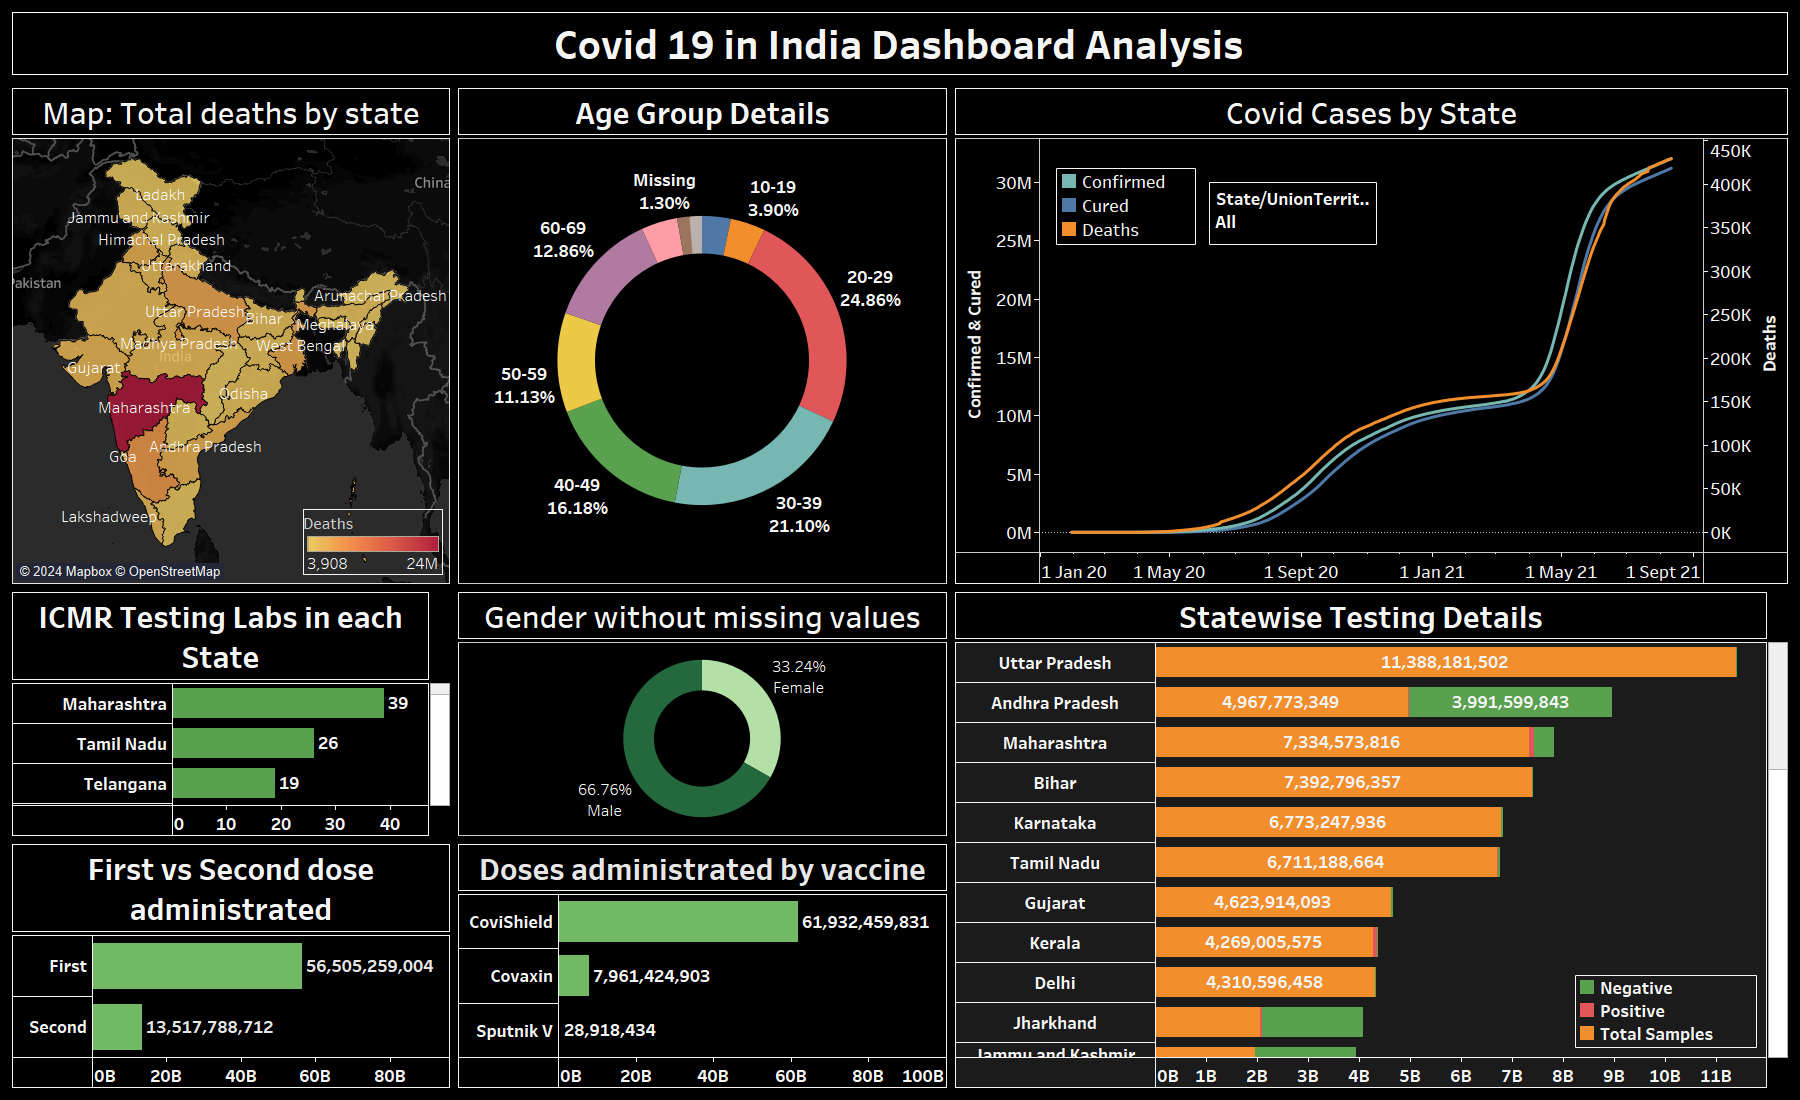 Covid 19 in India Dashboard Analysis
Map: Total deaths by state
China
Ladakh
Jammu and Kashmir
Himachal Pradesh
Uttarakhand
Pakistan
Arunachal Pradesh
Uttar Pradesh
Bihar
Meghalaya
Madhya Pradesh
West Bengal
India
Gujarat
Odisha
Maharashtra
Andhra Pradesh
Goa
Lakshadweep
Deaths
3,908 24M
© 2024 Mapbox © OpenStreetMap
Age Group Details
Missing
1.30%
10-19
3.90%
60-69
12.86%
20-29
24.86%
50-59
11.13%
40-49
16.18%
30-39
21.10%
Covid Cases by State
Confirmed
Cured
Deaths
State/UnionTerrit..
All
Confirmed & Cured
30M
25M
20M
15M
10M
5M
0M
450K
400K
350K
300K
250K
200K
150K
100K
50K
0K
Deaths
1 Jan 20 1 May 20 1 Sept 20 1 Jan 21 1 May 21 1 Sept 21
ICMR Testing Labs in each
State
Maharashtra 39
Tamil Nadu 26
Telangana 19
0 10 20 30 40
Gender without missing values
33.24%
Female
66.76%
Male
Statewise Testing Details
Uttar Pradesh 11,388,181,502
Andhra Pradesh 4,967,773,349 3,991,599,843
Maharashtra 7,334,573,816
Bihar 7,392,796,357
Karnataka 6,773,247,936
Tamil Nadu 6,711,188,664
Gujarat 4,623,914,093
Kerala 4,269,005,575
Delhi 4,310,596,458
Jharkhand
Jammu and Kashmir
Negative
Positive
Total Samples
0B 1B 2B 3B 4B 5B 6B 7B 8B 9B 10B 11B
First vs Second dose
administrated
First 56,505,259,004
Second 13,517,788,712
0B 20B 40B 60B 80B
Doses administrated by vaccine
CoviShield 61,932,459,831
Covaxin 7,961,424,903
Sputnik V 28,918,434
0B 20B 40B 60B 80B 100B